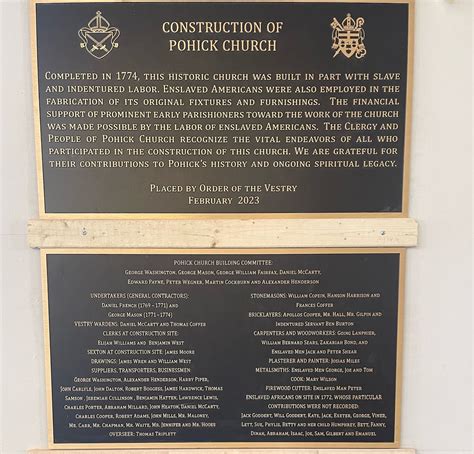 CONSTRUCTION OF
POHICK CHURCH
COMPLETED IN 1774, THIS HISTORIC CHURCH WAS BUILT IN PART WITH SLAVE
AND INDENTURED LABOR. ENSLAVED AMERICANS WERE ALSO EMPLOYED IN THE
FABRICATION OF ITS ORIGINAL FIXTURES AND FURNISHINGS. THE FINANCIAL
SUPPORT OF PROMINENT EARLY PARISHIONERS TOWARD THE WORK OF THE CHURCH
WAS MADE POSSIBLE BY THE LABOR OF ENSLAVED AMERICANS. THE CLERGY AND
PEOPLE OF POHICK CHURCH RECOGNIZE THE VITAL ENDEAVORS OF ALL WHO
PARTICIPATED IN THE CONSTRUCTION OF THIS CHURCH. WE ARE GRATEFUL FOR
THEIR CONTRIBUTIONS TO POHICK'S HISTORY AND ONGOING SPIRITUAL LEGACY.
PLACED BY ORDER OF THE VESTRY
FEBRUARY 2023
POHICK CHURCH BUILDING COMMITTEE:
GEORGE WASHINGTON, GEORGE MASON, GEORGE WILLIAM FAIRFAX, DANIEL MCCARTY,
EDWARD PAYNE, PETER WEGNER, MARTIN COCKBURN AND ALEXANDER HENDERSON
UNDERTAKERS (GENERAL CONTRACTORS):
DANIEL FRENCH (1769 - 1771) AND
GEORGE MASON (1771 - 1774)
VESTRY WARDENS: DANIEL MCCARTY AND THOMAS COFFER
CLERKS AT CONSTRUCTION SITE:
ELIJAH WILLIAMS AND BENJAMIN WEST
SEXTON AT CONSTRUCTION SITE: JAMES MOORE
DRAWINGS: JAMES WREN AND WILLIAM WEST
SUPPLIERS, TRANSPORTERS, BUSINESSMEN
GEORGE WASHINGTON, ALEXANDER HENDERSON, HARRY PIPER,
JOHN CARLYLE, JOHN DALTON, ROBERT BOGGESS, JAMES HARDWICK, THOMAS
SAMSOM, JEREMIAH CULLINSON, BENJAMIN HATTER, LAWRENCE LEWIS,
CHARLES PORTER, ABRAHAM MILLARD, JOHN HEATON, DANIEL MCCARTY,
CHARLES COOPER, ROBERT ADAMS, JOHN MILLS, MR. MALONEY,
MR. CARR, MR. CHAPMAN, MR. WAITE, MR. JENNIFER AND MR. HODES
OVERSEER: THOMAS TRIPLETT
STONEMASONS: WILLIAM COPEIN, HANSON HARRISON AND
FRANCES COFFER
BRICKLAYERS: APOLLOS COOPER, MR. HALL, MR. GILPIN AND
INDENTURED SERVANT BEN BURTON
CARPENTERS AND WOODWORKERS: GOING LANPHIER,
WILLIAM BERNARD SEARS, ZAKARIAH BOND, AND
ENSLAVED MEN JACK AND PETER SHEAR
PLASTERER AND PAINTER: JOSIAS MILES
METALSMITHS: ENSLAVED MEN GEORGE, JOE AND TOM
COOK: MARY WILSON
FIREWOOD CUTTER: ENSLAVED MAN PETER
ENSLAVED AFRICANS ON SITE IN 1772, WHOSE PARTICULAR
CONTRIBUTIONS WERE NOT RECORDED:
JACK GODDERT, WILL GODDERT, KATE, JACK, EXETER, GEORGE, VINER,
LETT, SUE, PHYLIS, BETTY AND HER CHILD HUMPHREY, BETT, FANNY,
DINAH, ABRAHAM, ISAAC, JOE, SAM, GILBERT AND EMANUEL